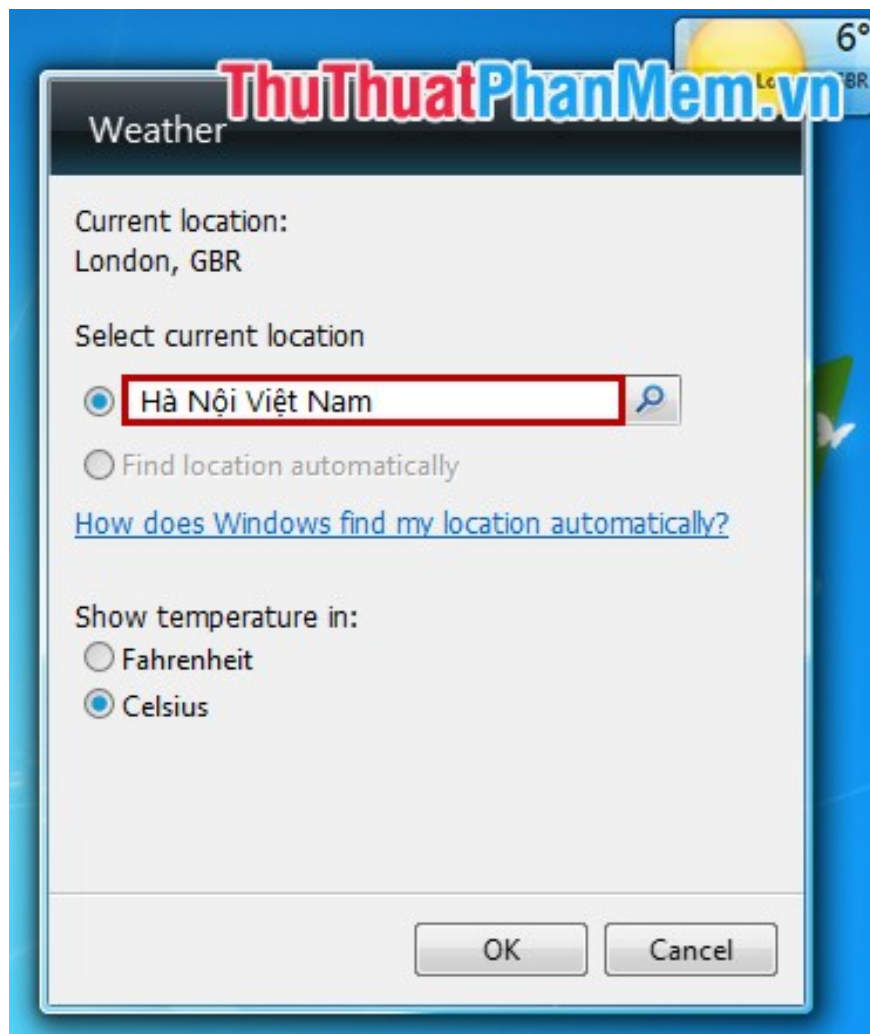 6°
ThuThuatPhanMem.vn
Weather
Current location:
London, GBR
Select current location
Hà Nội Việt Nam
Find location automatically
How does Windows find my location automatically?
Show temperature in:
Fahrenheit
Celsius
OK
Cancel